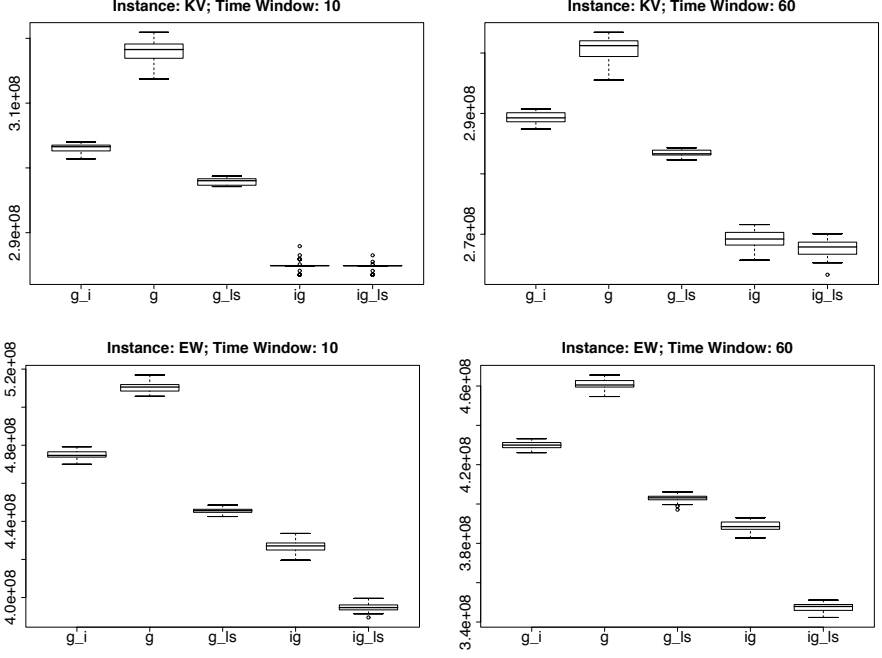 Instance: KV; Time Window: 10
3.1e+08
2.9e+08
g_i g g_ls ig ig_ls
Instance: KV; Time Window: 60
2.9e+08
2.7e+08
g_i g g_ls ig ig_ls
Instance: EW; Time Window: 10
5.2e+08
4.8e+08
4.4e+08
4.0e+08
g_i g g_ls ig ig_ls
Instance: EW; Time Window: 60
4.6e+08
4.2e+08
3.8e+08
3.4e+08
g_i g g_ls ig ig_ls